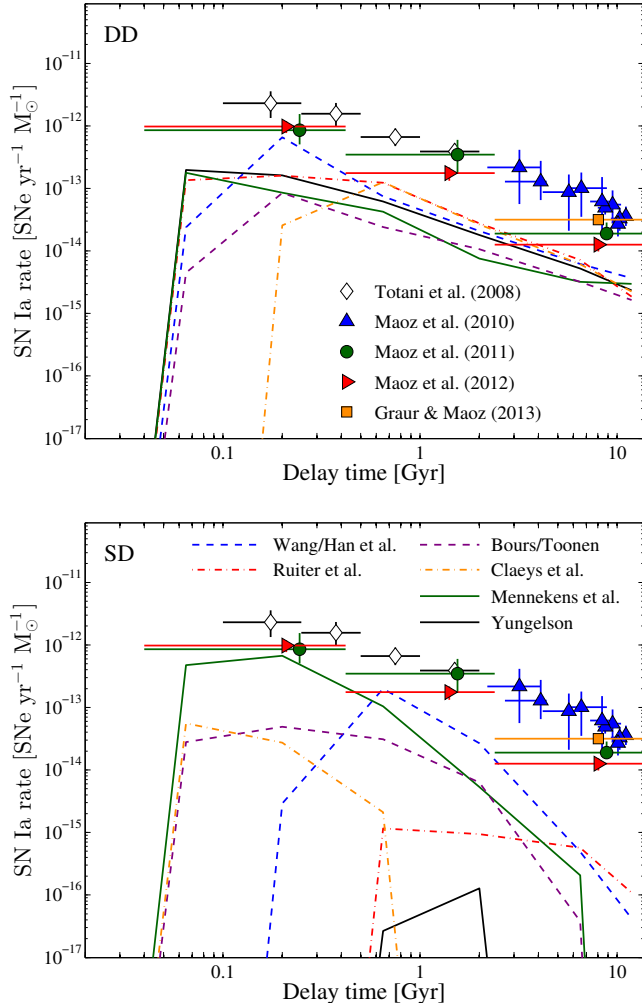 DD
SN Ia rate [SNe yr⁻¹ M⊙⁻¹]
10⁻¹¹
10⁻¹²
10⁻¹³
10⁻¹⁴
10⁻¹⁵
10⁻¹⁶
10⁻¹⁷
Totani et al. (2008)
Maoz et al. (2010)
Maoz et al. (2011)
Maoz et al. (2012)
Graur & Maoz (2013)
0.1 1 10
Delay time [Gyr]
SD
Wang/Han et al.
Ruiter et al.
Bours/Toonen
Claeys et al.
Mennekens et al.
Yungelson
SN Ia rate [SNe yr⁻¹ M⊙⁻¹]
10⁻¹¹
10⁻¹²
10⁻¹³
10⁻¹⁴
10⁻¹⁵
10⁻¹⁶
10⁻¹⁷
0.1 1 10
Delay time [Gyr]